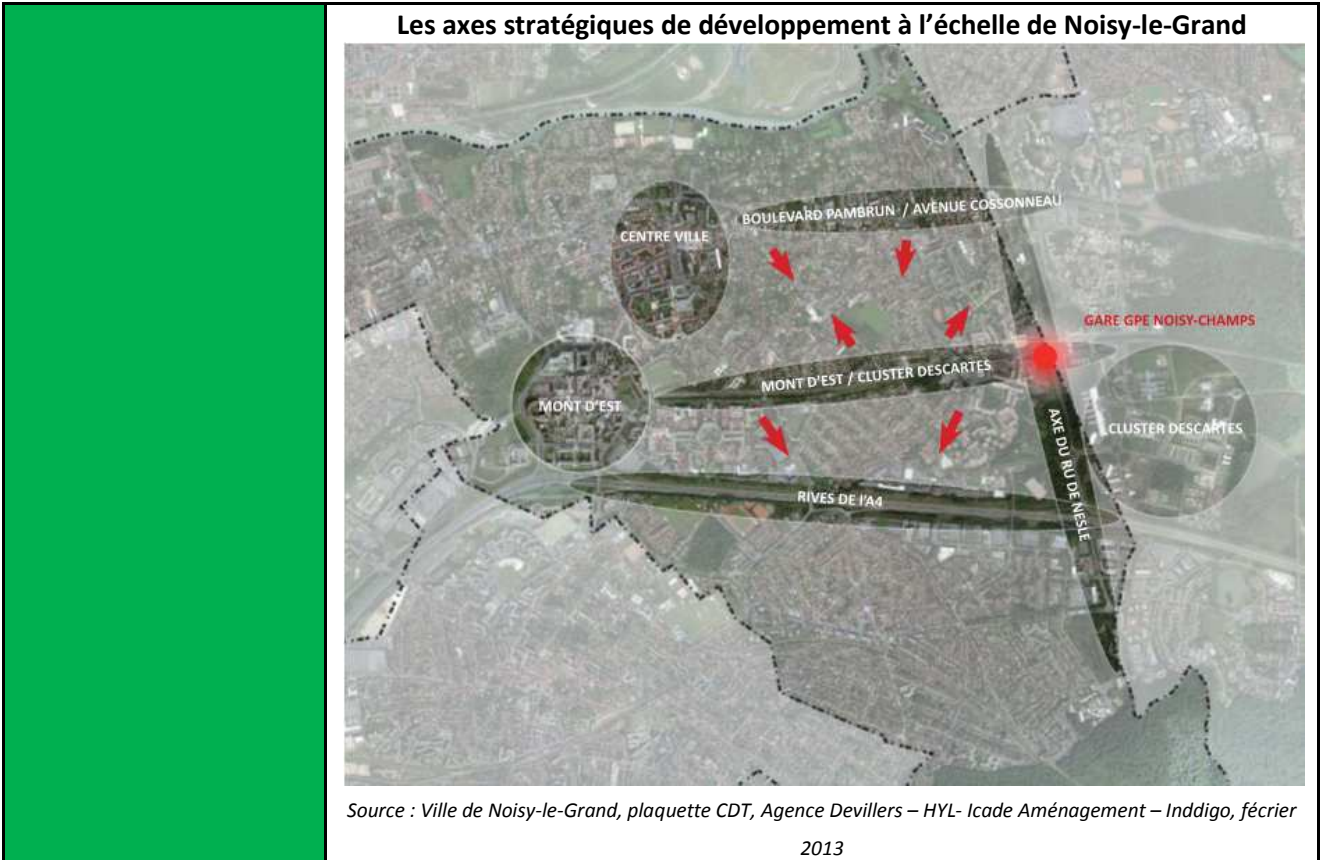 Les axes stratégiques de développement à l'échelle de Noisy-le-Grand
BOULEVARD PAMBRUN / AVENUE COSSONNEAU
CENTRE VILLE
GARE GPE NOISY-CHAMPS
MONT D'EST / CLUSTER DESCARTES
MONT D'EST
CLUSTER DESCARTES
AXE DU RU DE NESLE
RIVES DE l'A4
Source : Ville de Noisy-le-Grand, plaquette CDT, Agence Devillers – HYL- Icade Aménagement – Inddigo, fécrier
2013